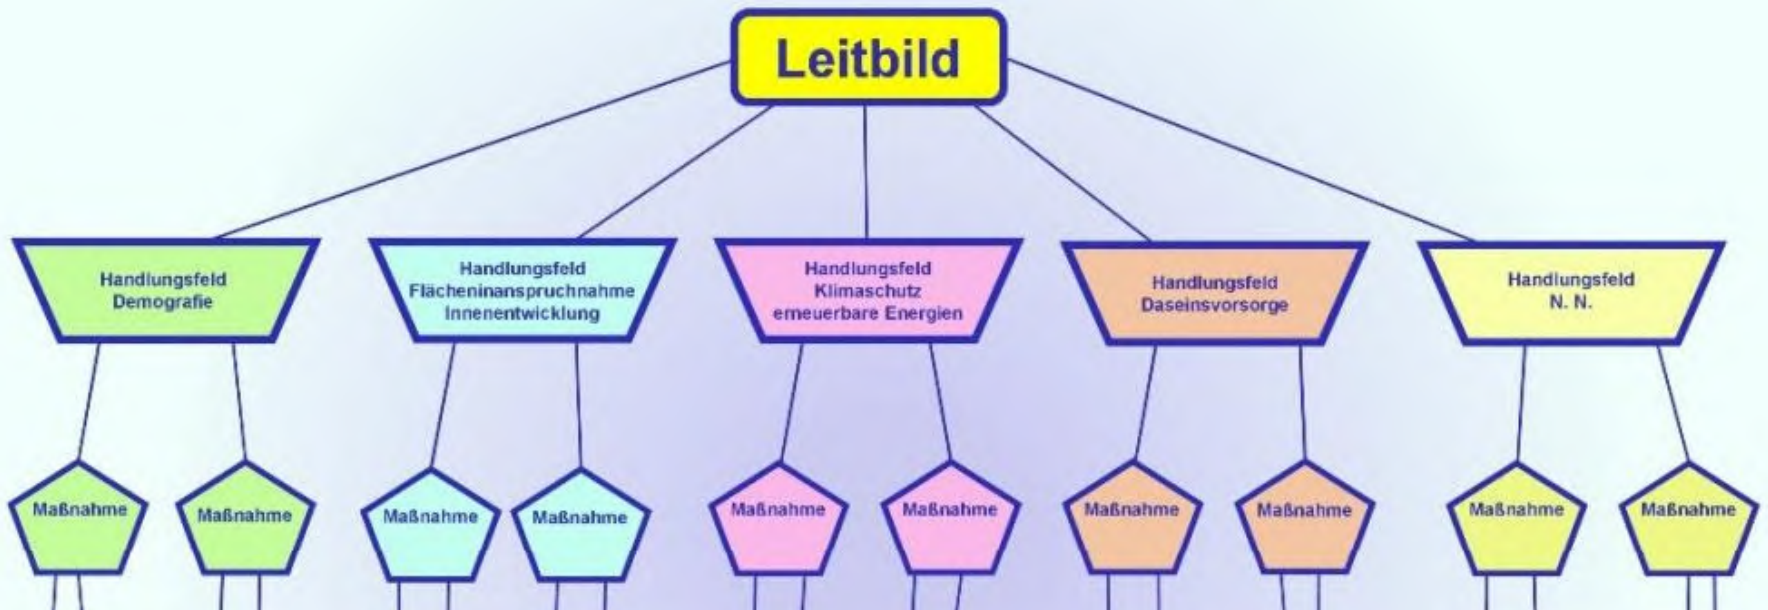 Leitbild
Handlungsfeld
Demografie
Handlungsfeld
Flächeninanspruchnahme
Innenentwicklung
Handlungsfeld
Klimaschutz
erneuerbare Energien
Handlungsfeld
Daseinsvorsorge
Handlungsfeld
N. N.
Maßnahme
Maßnahme
Maßnahme
Maßnahme
Maßnahme
Maßnahme
Maßnahme
Maßnahme
Maßnahme
Maßnahme